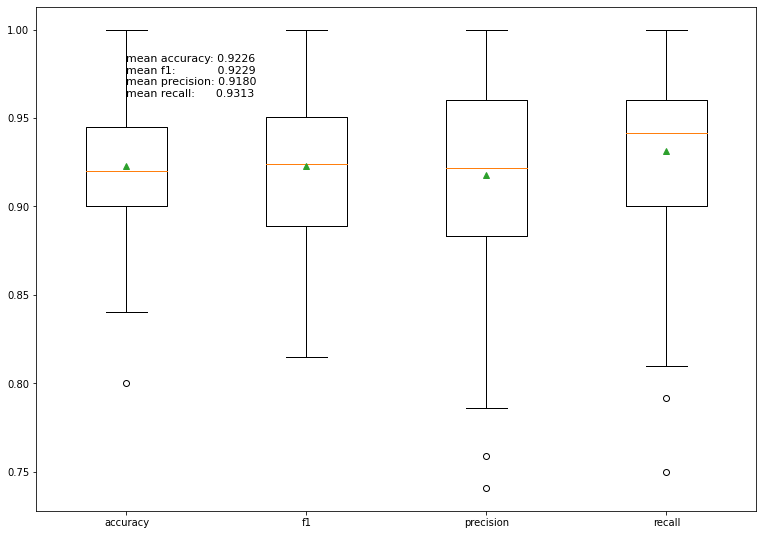 1.00
mean accuracy: 0.9226
mean f1: 0.9229
mean precision: 0.9180
mean recall: 0.9313
0.95
0.90
0.85
0.80
0.75
accuracy f1 precision recall